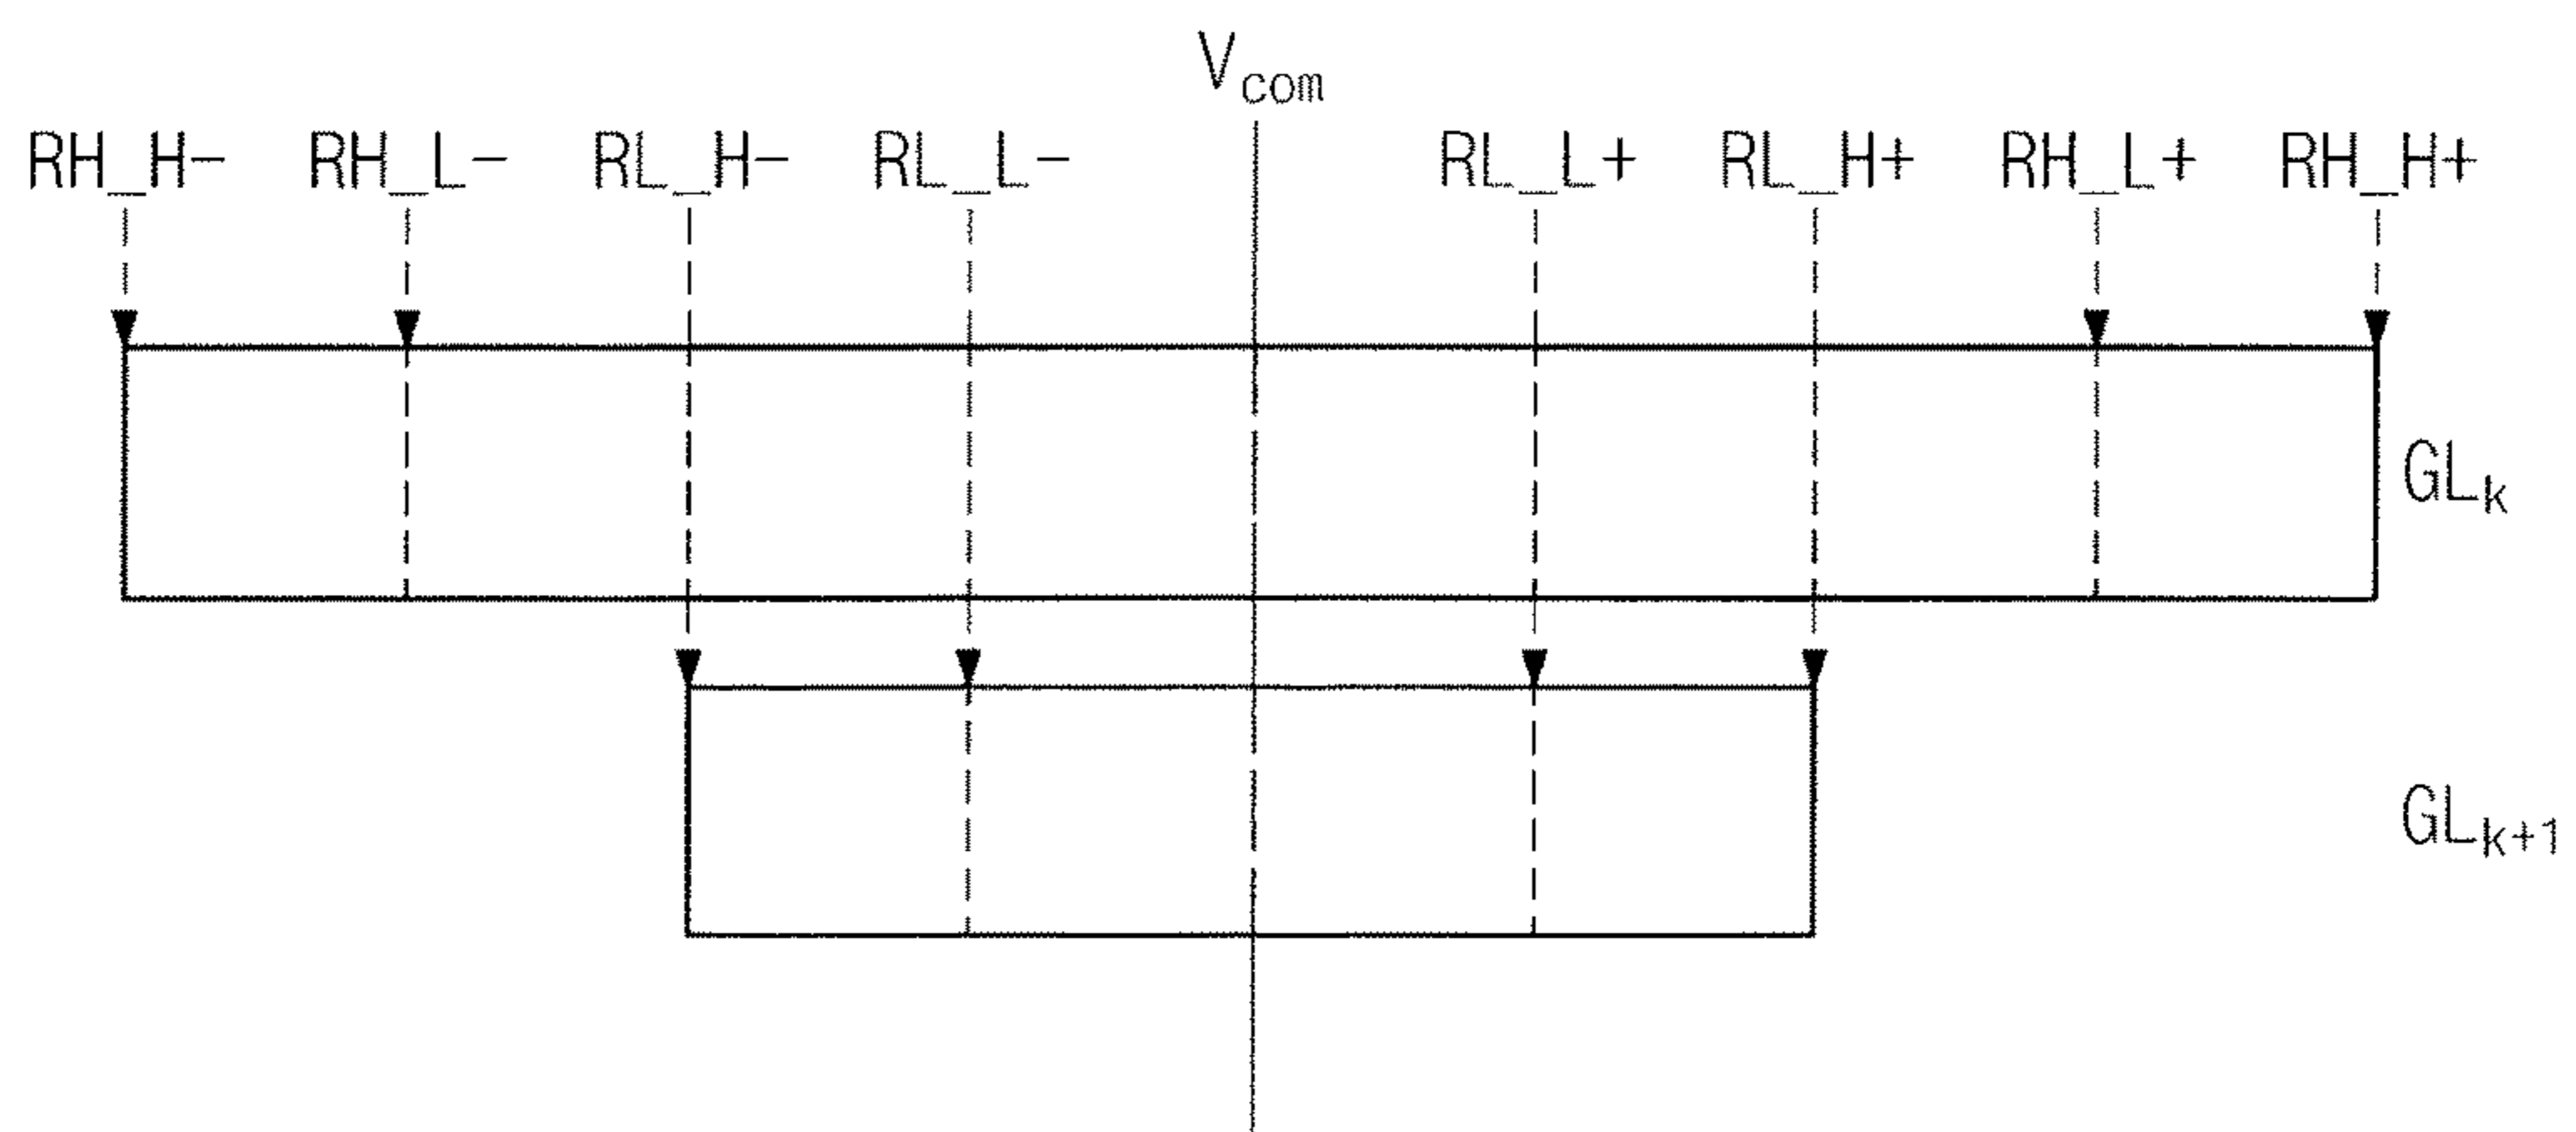 Vcom
RH_H- RH_L- RL_H- RL_L- RL_L+ RL_H+ RH_L+ RH_H+
GLk
GLk+1